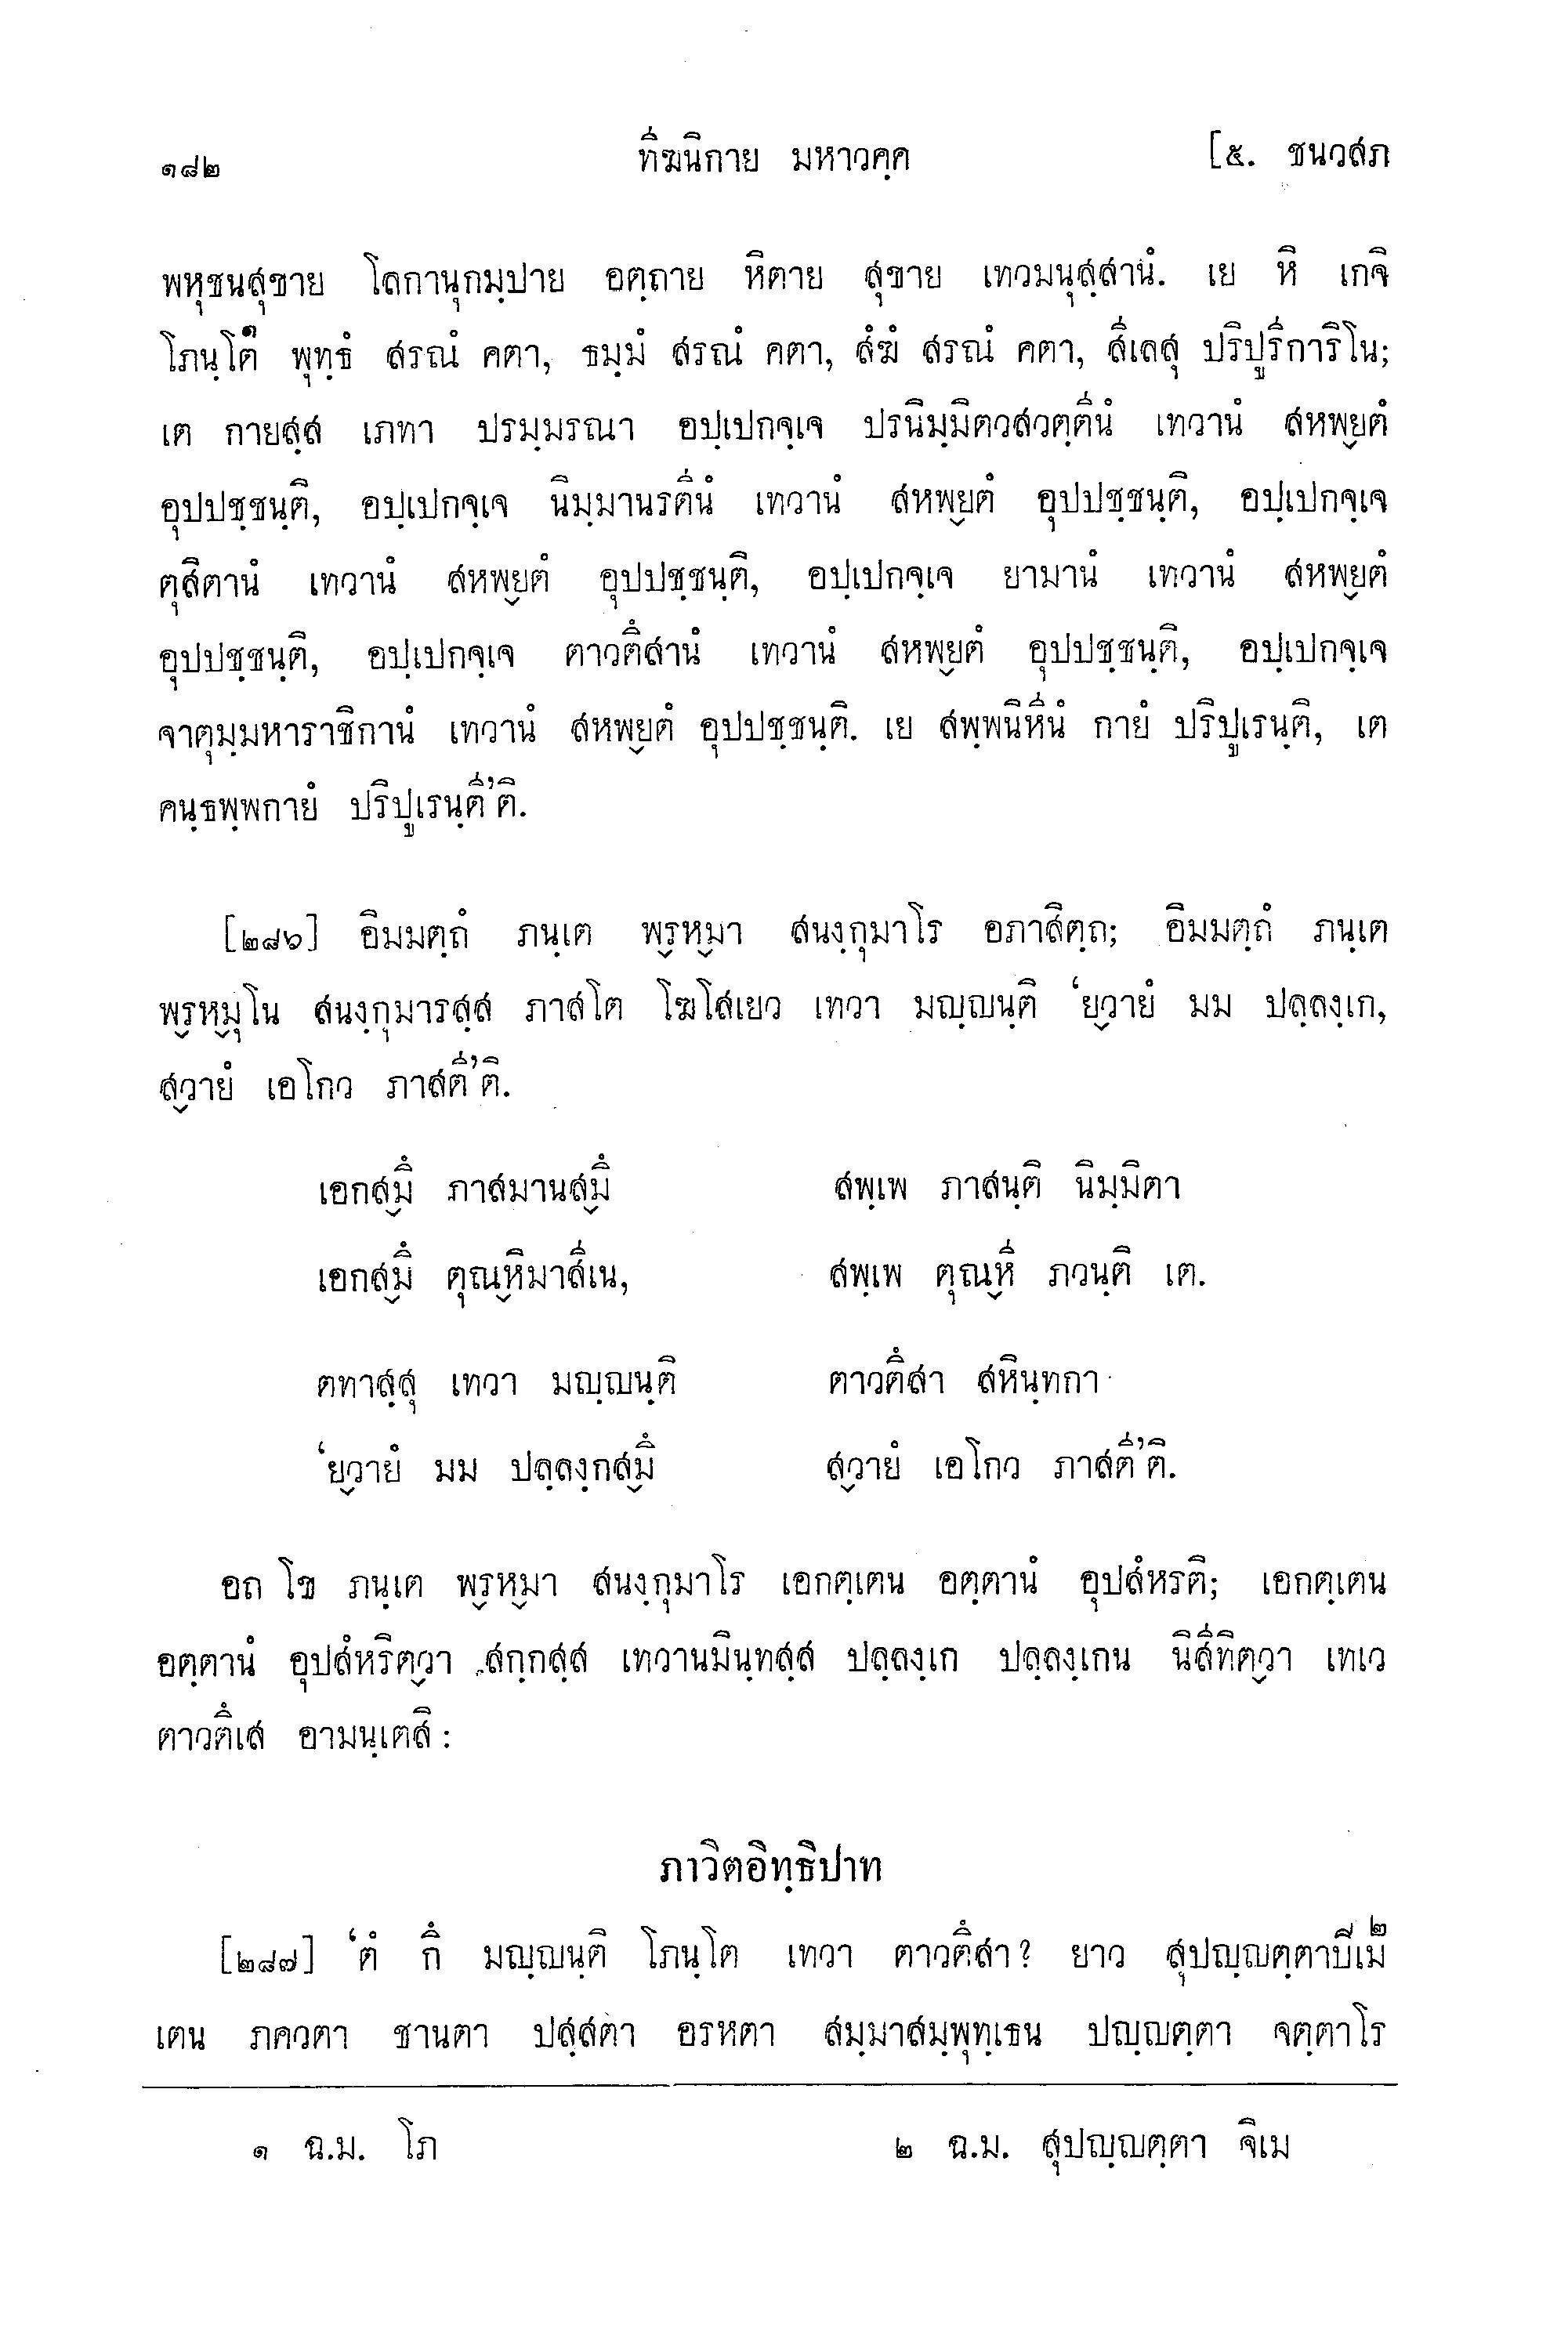 ๑๘๒ ทีฆนิกาย มหาวคฺค [๕. ชนวสภ
พหุชนสุขาย โลกานุกมฺปาย อตฺถาย หิตาย สุขาย เทวมนุสฺสานํ. เย หิ เกจิ
โภนฺโต๑ พุทฺธํ สรณํ คตา, ธมฺมํ สรณํ คตา, สํฆํ สรณํ คตา, สีเลสุ ปริปูรีการิโน;
เต กายสฺส เภทา ปรมฺมรณา อปฺเปกจฺเจ ปรนิมฺมิตวสวตฺตีนํ เทวานํ สหพฺยตํ
อุปปชฺชนฺติ, อปฺเปกจฺเจ นิมฺมานรตีนํ เทวานํ สหพฺยตํ อุปปชฺชนฺติ, อปฺเปกจฺเจ
ตุสิตานํ เทวานํ สหพฺยตํ อุปปชฺชนฺติ, อปฺเปกจฺเจ ยามานํ เทวานํ สหพฺยตํ
อุปปชฺชนฺติ, อปฺเปกจฺเจ ตาวตึสานํ เทวานํ สหพฺยตํ อุปปชฺชนฺติ, อปฺเปกจฺเจ
จาตุมฺมหาราชิกานํ เทวานํ สหพฺยตํ อุปปชฺชนฺติ. เย สพฺพนิหีนํ กายํ ปริปูเรนฺติ, เต
คนฺธพฺพกายํ ปริปูเรนฺตี’ติ.
[๒๘๖] อิมมตฺถํ ภนฺเต พฺรหฺมา สนงฺกุมาโร อภาสิตฺถ; อิมมตฺถํ ภนฺเต
พฺรหฺมุโน สนงฺกุมารสฺส ภาสโต โฆโสเยว เทวา มญฺญนฺติ ‘ยฺวายํ มม ปลฺลงฺเก,
สฺวายํ เอโกว ภาสตี’ติ.
เอกสฺมึ ภาสมานสฺมึ สพฺเพ ภาสนฺติ นิมฺมิตา
เอกสฺมึ ตุณฺหิมาสีเน, สพฺเพ ตุณฺหี ภวนฺติ เต.
ตทาสฺสุ เทวา มญฺญนฺติ ตาวตึสา สหินฺทกา
‘ยฺวายํ มม ปลฺลงฺกสฺมึ สฺวายํ เอโกว ภาสตี’ติ.
อถ โข ภนฺเต พฺรหฺมา สนงฺกุมาโร เอกตฺเตน อตฺตานํ อุปสํหรติ; เอกตฺเตน
อตฺตานํ อุปสํหริตฺวา สกฺกสฺส เทวานมินฺทสฺส ปลฺลงฺเก ปลฺลงฺเกน นิสีทิตฺวา เทเว
ตาวตึเส อามนฺเตสิ :
ภาวิตอิทฺธิปาท
[๒๘๗] ‘ตํ กึ มญฺญนฺติ โภนฺโต เทวา ตาวตึสา? ยาว สุปญฺญตฺตาปีเม๒
เตน ภควตา ชานตา ปสฺสตา อรหตา สมฺมาสมฺพุทฺเธน ปญฺญตฺตา จตฺตาโร
๑ ฉ.ม. โภ ๒ ฉ.ม. สุปญฺญตฺตา จิเม